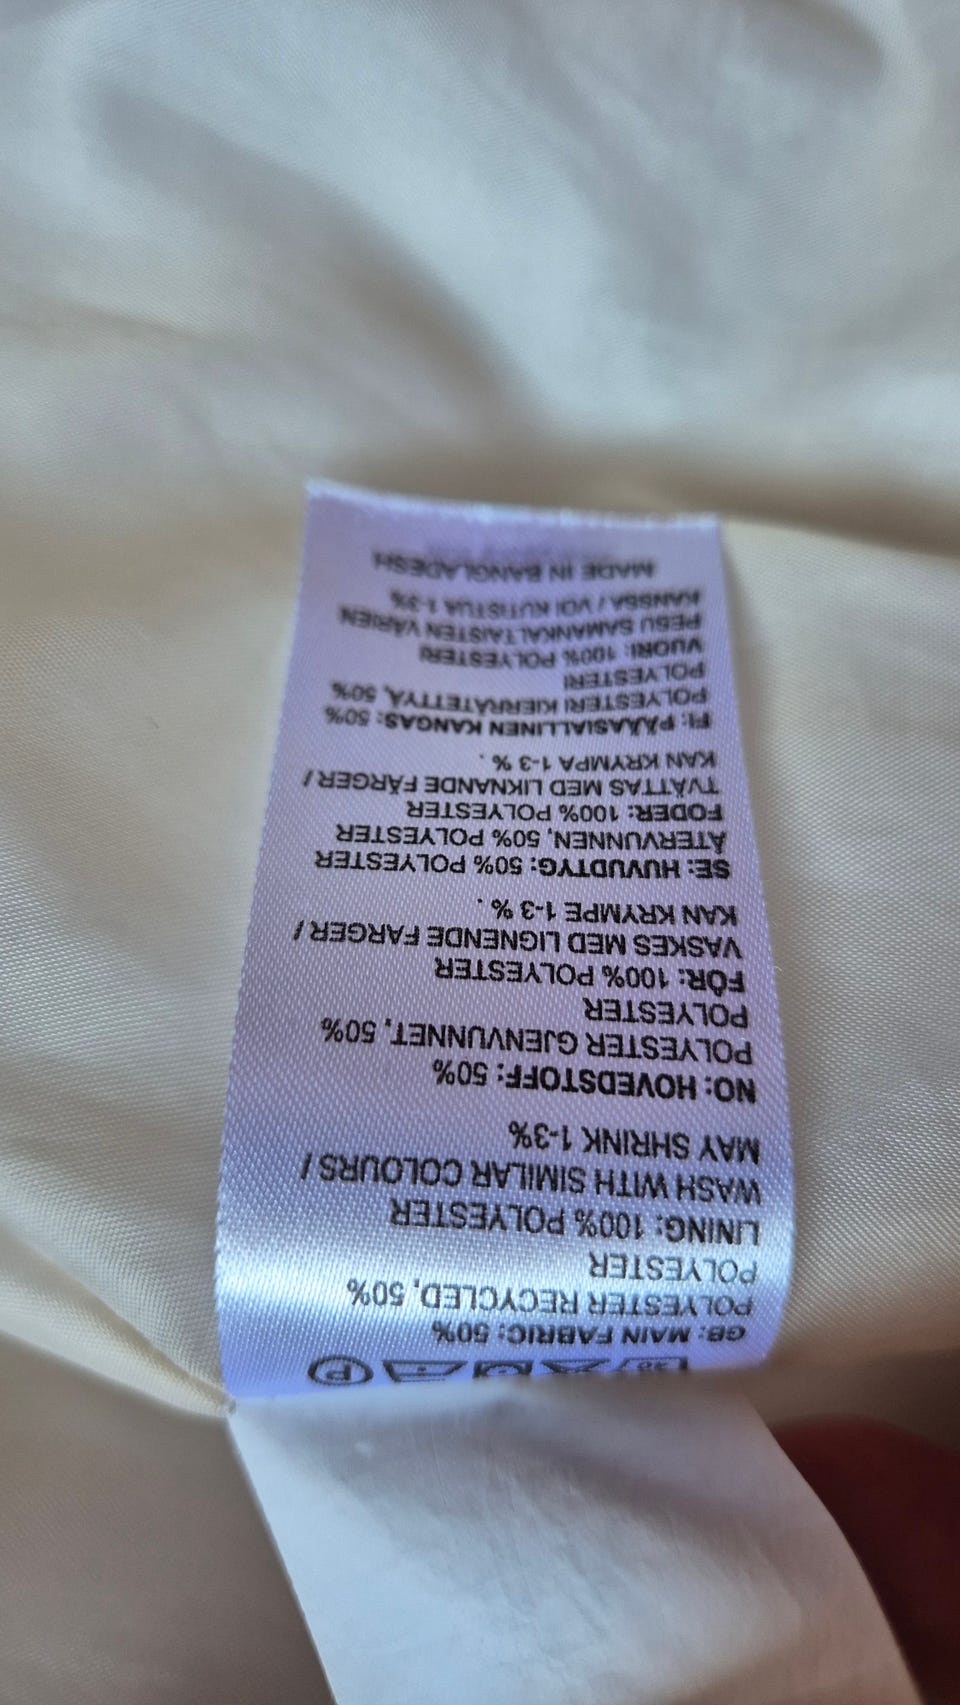 30
P
GB: MAIN FABRIC: 50%
POLYESTER RECYCLED, 50%
POLYESTER
LINING: 100% POLYESTER
WASH WITH SIMILAR COLOURS /
MAY SHRINK 1-3%
NO: HOVEDSTOFF: 50%
POLYESTER GJENVUNNET, 50%
POLYESTER
FÖR: 100% POLYESTER
VASKES MED LIGNENDE FARGER /
KAN KRYMPE 1-3 % .
SE: HUVUDTYG: 50% POLYESTER
ÅTERVUNNEN, 50% POLYESTER
FODER: 100% POLYESTER
TVÄTTAS MED LIKNANDE FÄRGER /
KAN KRYMPA 1-3 % .
FI: PÄÄSIALLINEN KANGAS: 50%
POLYESTERI KIERRÄTETTYÄ, 50%
POLYESTERI
VUORI: 100% POLYESTERI
PESU SAMANKALTAISTEN VÄRIEN
KANSSA / VOI KUTISTUA 1-3%
MADE IN BANGLADESH